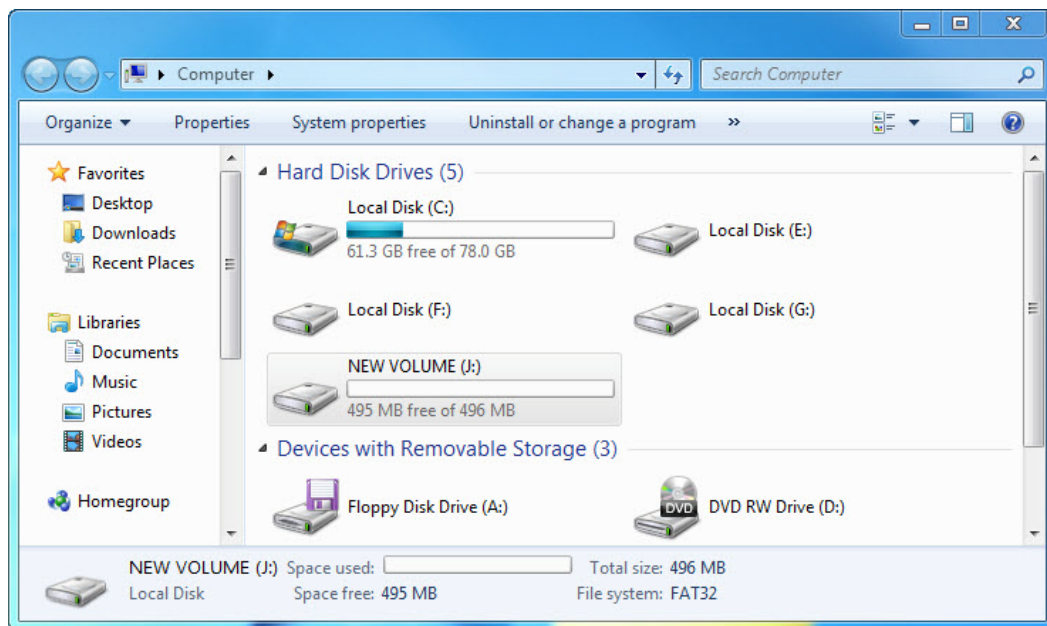 Computer
Search Computer
Organize Properties System properties Uninstall or change a program »
Favorites
Desktop
Downloads
Recent Places
Libraries
Documents
Music
Pictures
Videos
Homegroup
Hard Disk Drives (5)
Local Disk (C:)
61.3 GB free of 78.0 GB
Local Disk (E:)
Local Disk (F:)
Local Disk (G:)
NEW VOLUME (J:)
495 MB free of 496 MB
Devices with Removable Storage (3)
Floppy Disk Drive (A:)
DVD
DVD RW Drive (D:)
NEW VOLUME (J:) Space used: Total size: 496 MB
Local Disk Space free: 495 MB File system: FAT32